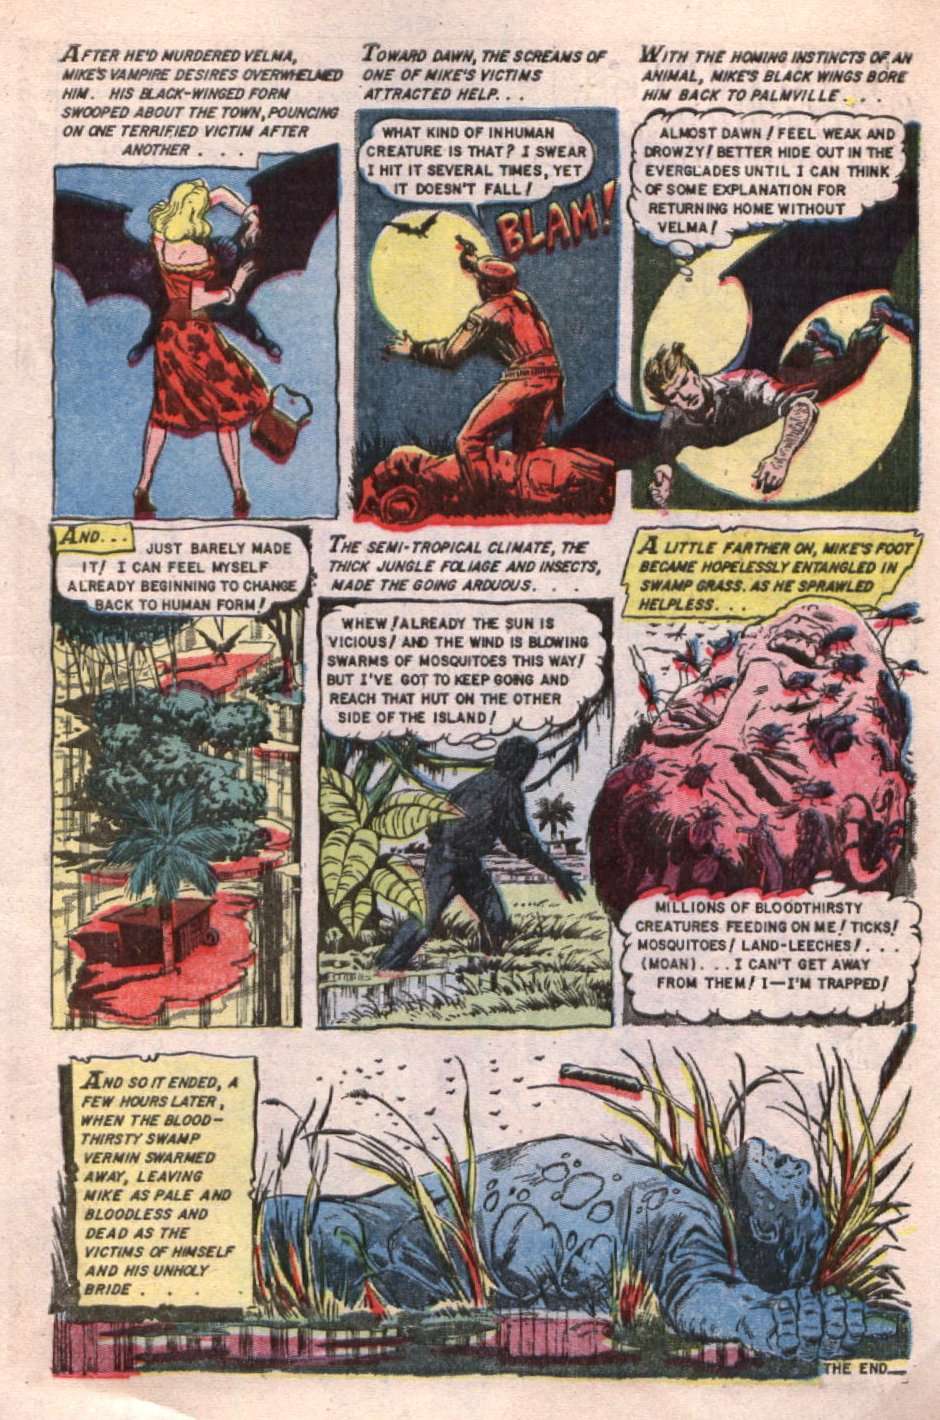 AFTER HE'D MURDERED VELMA,
MIKE'S VAMPIRE DESIRES OVERWHELMED
HIM. HIS BLACK-WINGED FORM
SWOOPED ABOUT THE TOWN, POUNCING
ON ONE TERRIFIED VICTIM AFTER
ANOTHER . . . .
TOWARD DAWN, THE SCREAMS OF
ONE OF MIKE'S VICTIMS
ATTRACTED HELP. . .
WHAT KIND OF INHUMAN
CREATURE IS THAT? I SWEAR
I HIT IT SEVERAL TIMES, YET
IT DOESN'T FALL!
BLAM!
WITH THE HOMING INSTINCTS OF AN
ANIMAL, MIKE'S BLACK WINGS BORE
HIM BACK TO PALMVILLE. . . .
ALMOST DAWN! FEEL WEAK AND
DROWZY! BETTER HIDE OUT IN THE
EVERGLADES UNTIL I CAN THINK
OF SOME EXPLANATION FOR
RETURNING HOME WITHOUT
VELMA!
AND. . .
JUST BARELY MADE
IT! I CAN FEEL MYSELF
ALREADY BEGINNING TO CHANGE
BACK TO HUMAN FORM!
THE SEMI-TROPICAL CLIMATE, THE
THICK JUNGLE FOLIAGE AND INSECTS,
MADE THE GOING ARDUOUS. . . .
WHEW! ALREADY THE SUN IS
VICIOUS! AND THE WIND IS BLOWING
SWARMS OF MOSQUITOES THIS WAY!
BUT I'VE GOT TO KEEP GOING AND
REACH THAT HUT ON THE OTHER
SIDE OF THE ISLAND!
A LITTLE FARTHER ON, MIKE'S FOOT
BECAME HOPELESSLY ENTANGLED IN
SWAMP GRASS. AS HE SPRAWLED
HELPLESS. . .
MILLIONS OF BLOODTHIRSTY
CREATURES FEEDING ON ME! TICKS!
MOSQUITOES! LAND-LEECHES! . . .
(MOAN). . . I CAN'T GET AWAY
FROM THEM! I—I'M TRAPPED!
AND SO IT ENDED, A
FEW HOURS LATER,
WHEN THE BLOOD-
THIRSTY SWAMP
VERMIN SWARMED
AWAY, LEAVING
MIKE AS PALE AND
BLOODLESS AND
DEAD AS THE
VICTIMS OF HIMSELF
AND HIS UNHOLY
BRIDE . . . .
THE END—